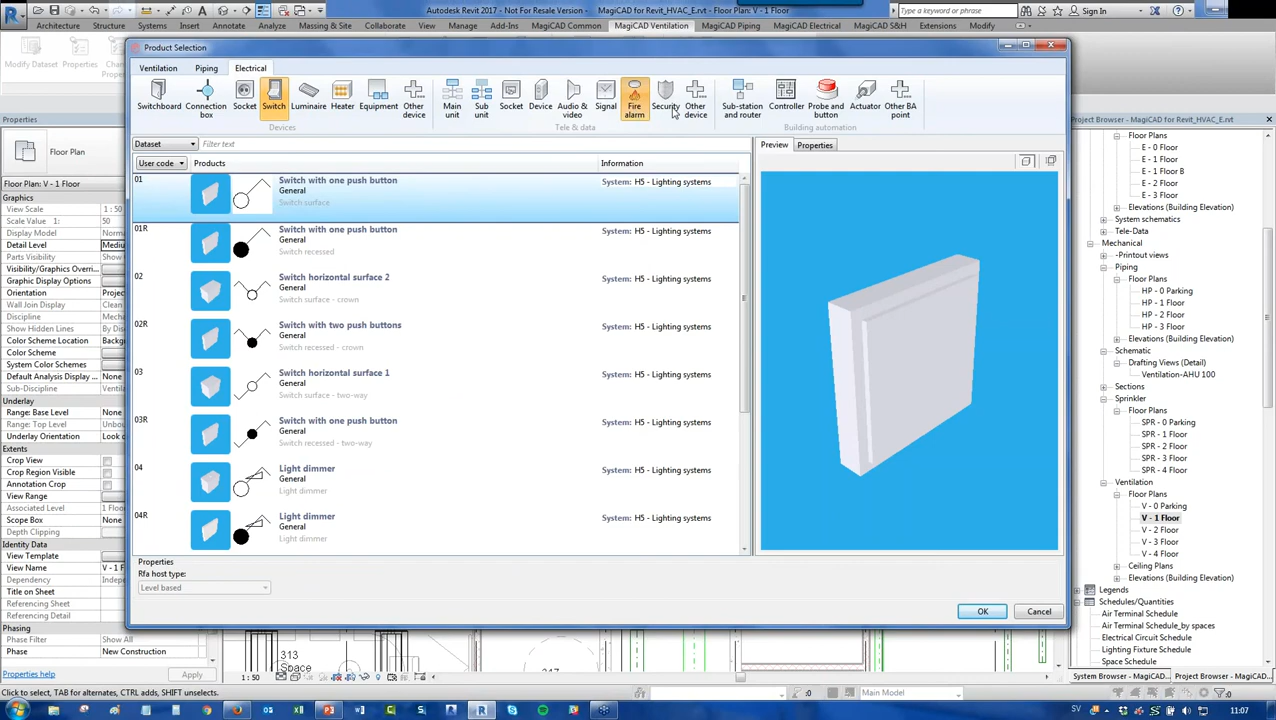 Autodesk Revit 2017 - Not For Resale Version - MagiCAD for Revit_HVAC_E.rvt - Floor Plan: V - 1 Floor
Type a keyword or phrase
Sign In
Architecture Structure Systems Insert Annotate Analyze Massing & Site Collaborate View Manage Add-Ins MagiCAD Common MagiCAD Ventilation MagiCAD Piping MagiCAD Electrical MagiCAD S&H Extensions Modify
Modify Dataset
Properties
Product Selection
Ventilation Piping Electrical
Switchboard
Connection box
Socket
Switch
Luminaire
Heater
Equipment
Other device
Devices
Main unit
Sub unit
Socket
Device
Audio & video
Signal
Fire alarm
Security
Other device
Tele & data
Sub-station and router
Controller
Probe and button
Actuator
Other BA point
Building automation
Dataset
Filter text
User code
Products
Information
Preview Properties
01
Switch with one push button
General
Switch surface
System: H5 - Lighting systems
01R
Switch with one push button
General
Switch recessed
System: H5 - Lighting systems
02
Switch horizontal surface 2
General
Switch surface - crown
System: H5 - Lighting systems
02R
Switch with two push buttons
General
Switch recessed - crown
System: H5 - Lighting systems
03
Switch horizontal surface 1
General
Switch surface - two-way
System: H5 - Lighting systems
03R
Switch with one push button
General
Switch recessed - two-way
System: H5 - Lighting systems
04
Light dimmer
General
Light dimmer
System: H5 - Lighting systems
04R
Light dimmer
General
Light dimmer
System: H5 - Lighting systems
Properties
Rfa host type:
Level based
OK Cancel
Properties
Floor Plan
Floor Plan: V - 1 Floor
Graphics
View Scale 1 : 50
Scale Value 1: 50
Display Model
Detail Level
Parts Visibility
Visibility/Graphics Overri...
Graphic Display Options
Orientation
Wall Join Display
Discipline
Show Hidden Lines
Color Scheme Location
Color Scheme
System Color Schemes
Default Analysis Display ...
Sub-Discipline
Underlay
Range: Base Level None
Range: Top Level
Underlay Orientation
Extents
Crop View
Crop Region Visible
Annotation Crop
View Range
Associated Level
Scope Box None
Depth Clipping
Identity Data
View Template
View Name
Dependency
Title on Sheet
Referencing Sheet
Referencing Detail
Phasing
Phase Filter Show All
Phase New Construction
Properties help
Apply
MagiCAD for Revit_HVAC_E.rvt
Floor Plans
E - 0 Floor
E - 1 Floor
E - 1 Floor B
E - 2 Floor
E - 3 Floor
Elevations (Building Elevation)
System schematics
Tele-Data
Mechanical
-Printout views
Piping
Floor Plans
HP - 0 Parking
HP - 1 Floor
HP - 2 Floor
HP - 3 Floor
Elevations (Building Elevation)
Schematic
Drafting Views (Detail)
Ventilation-AHU 100
Sections
Sprinkler
Floor Plans
SPR - 0 Parking
SPR - 1 Floor
SPR - 2 Floor
SPR - 3 Floor
SPR - 4 Floor
Ventilation
Floor Plans
V - 0 Parking
V - 1 Floor
V - 2 Floor
V - 3 Floor
V - 4 Floor
Ceiling Plans
Elevations (Building Elevation)
Legends
Schedules/Quantities
Air Terminal Schedule
Air Terminal Schedule_by spaces
Electrical Circuit Schedule
Lighting Fixture Schedule
Space Schedule
System Browser - MagiCAD... Project Browser - MagiCAD...
313
Space
1 : 50
Click to select, TAB for alternates, CTRL adds, SHIFT unselects.
:0
Main Model
:0
SV
11:07